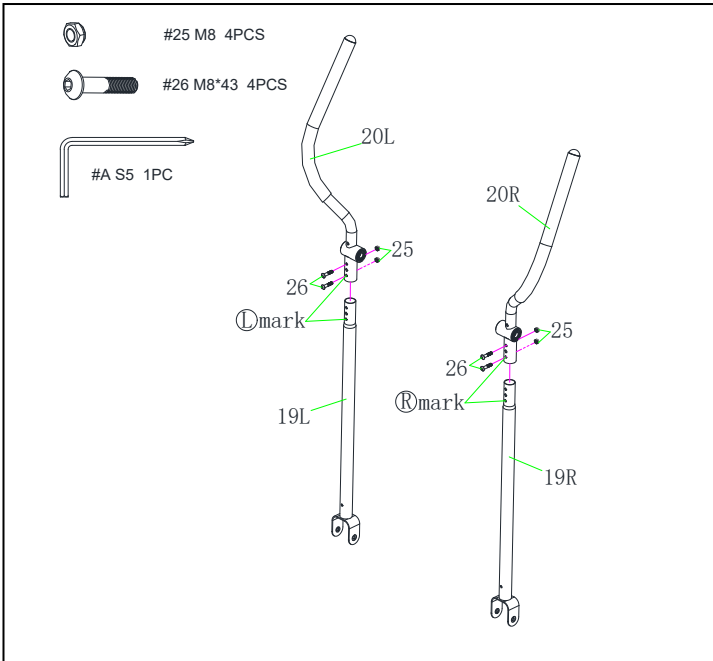 #25 M8 4PCS
#26 M8*43 4PCS
#A S5 1PC
20L
25
26
Ⓛmark
19L
20R
25
26
Ⓡmark
19R